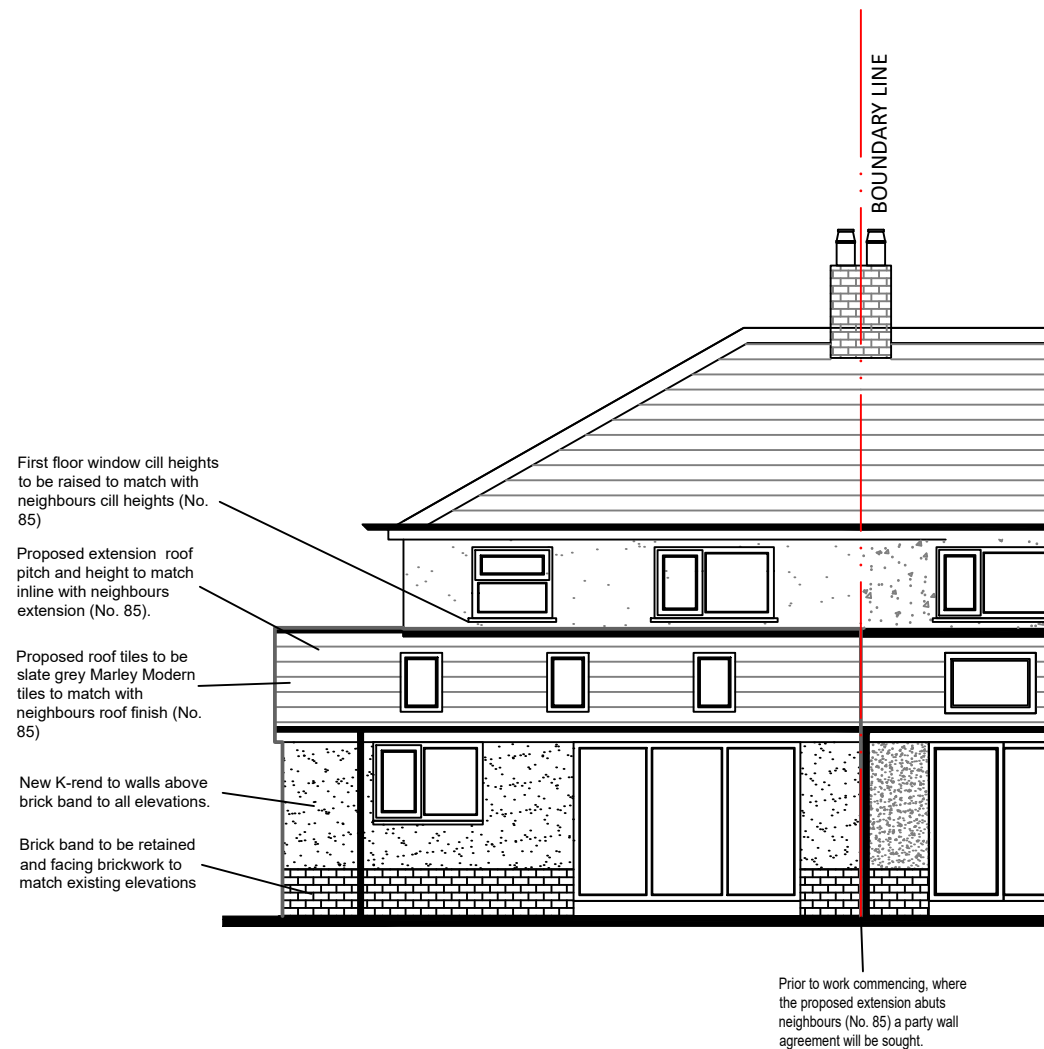 BOUNDARY LINE
First floor window cill heights
to be raised to match with
neighbours cill heights (No.
85)
Proposed extension roof
pitch and height to match
inline with neighbours
extension (No. 85).
Proposed roof tiles to be
slate grey Marley Modern
tiles to match with
neighbours roof finish (No.
85)
New K-rend to walls above
brick band to all elevations.
Brick band to be retained
and facing brickwork to
match existing elevations
Prior to work commencing, where
the proposed extension abuts
neighbours (No. 85) a party wall
agreement will be sought.